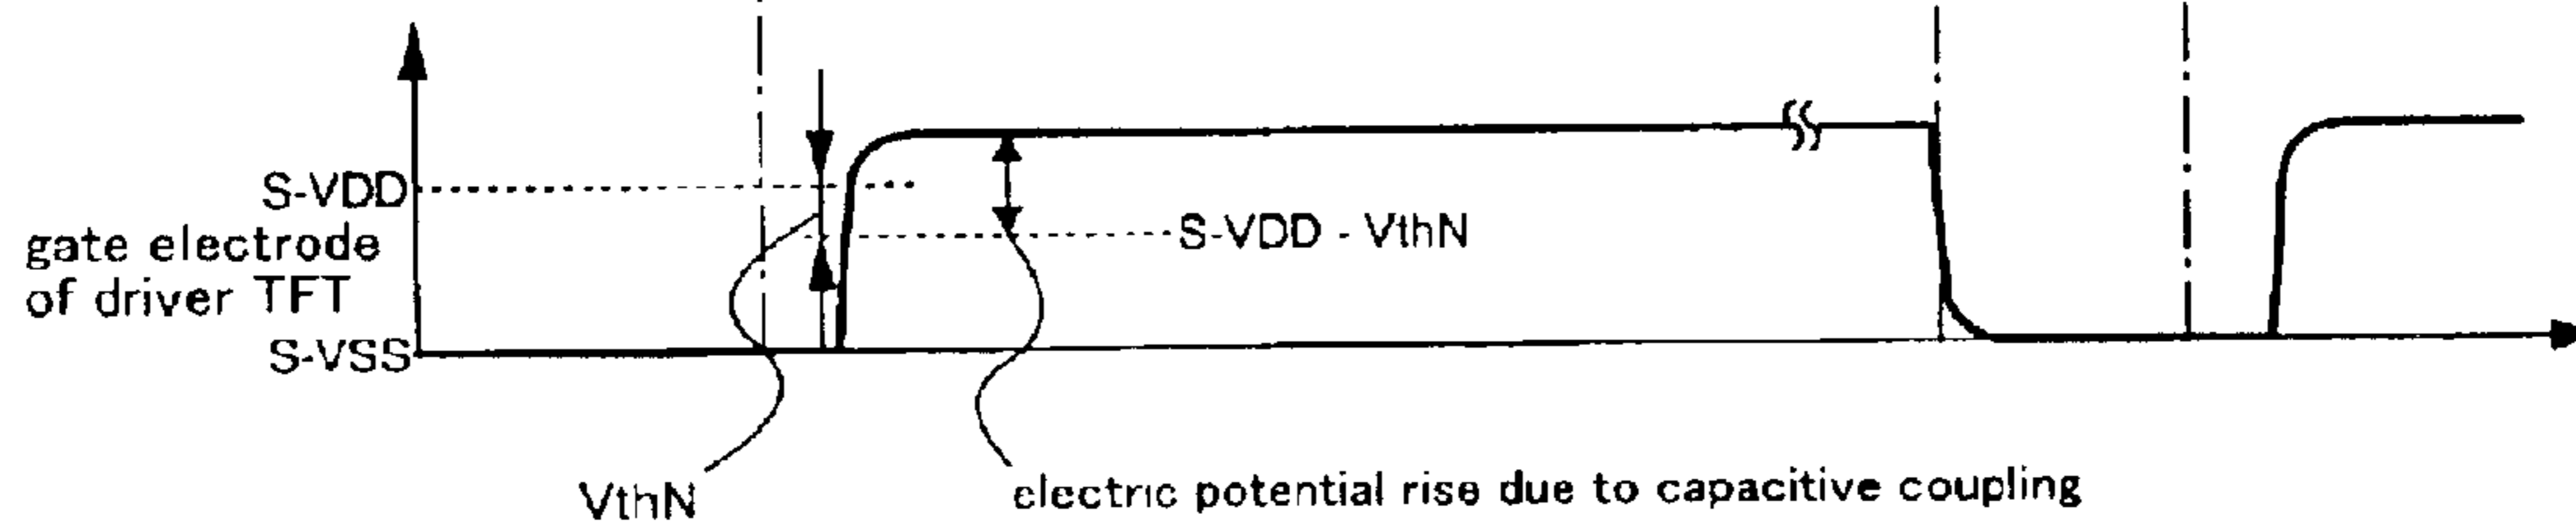 S-VDD
gate electrode
of driver TFT
S-VSS
S-VDD - VthN
VthN
electric potential rise due to capacitive coupling